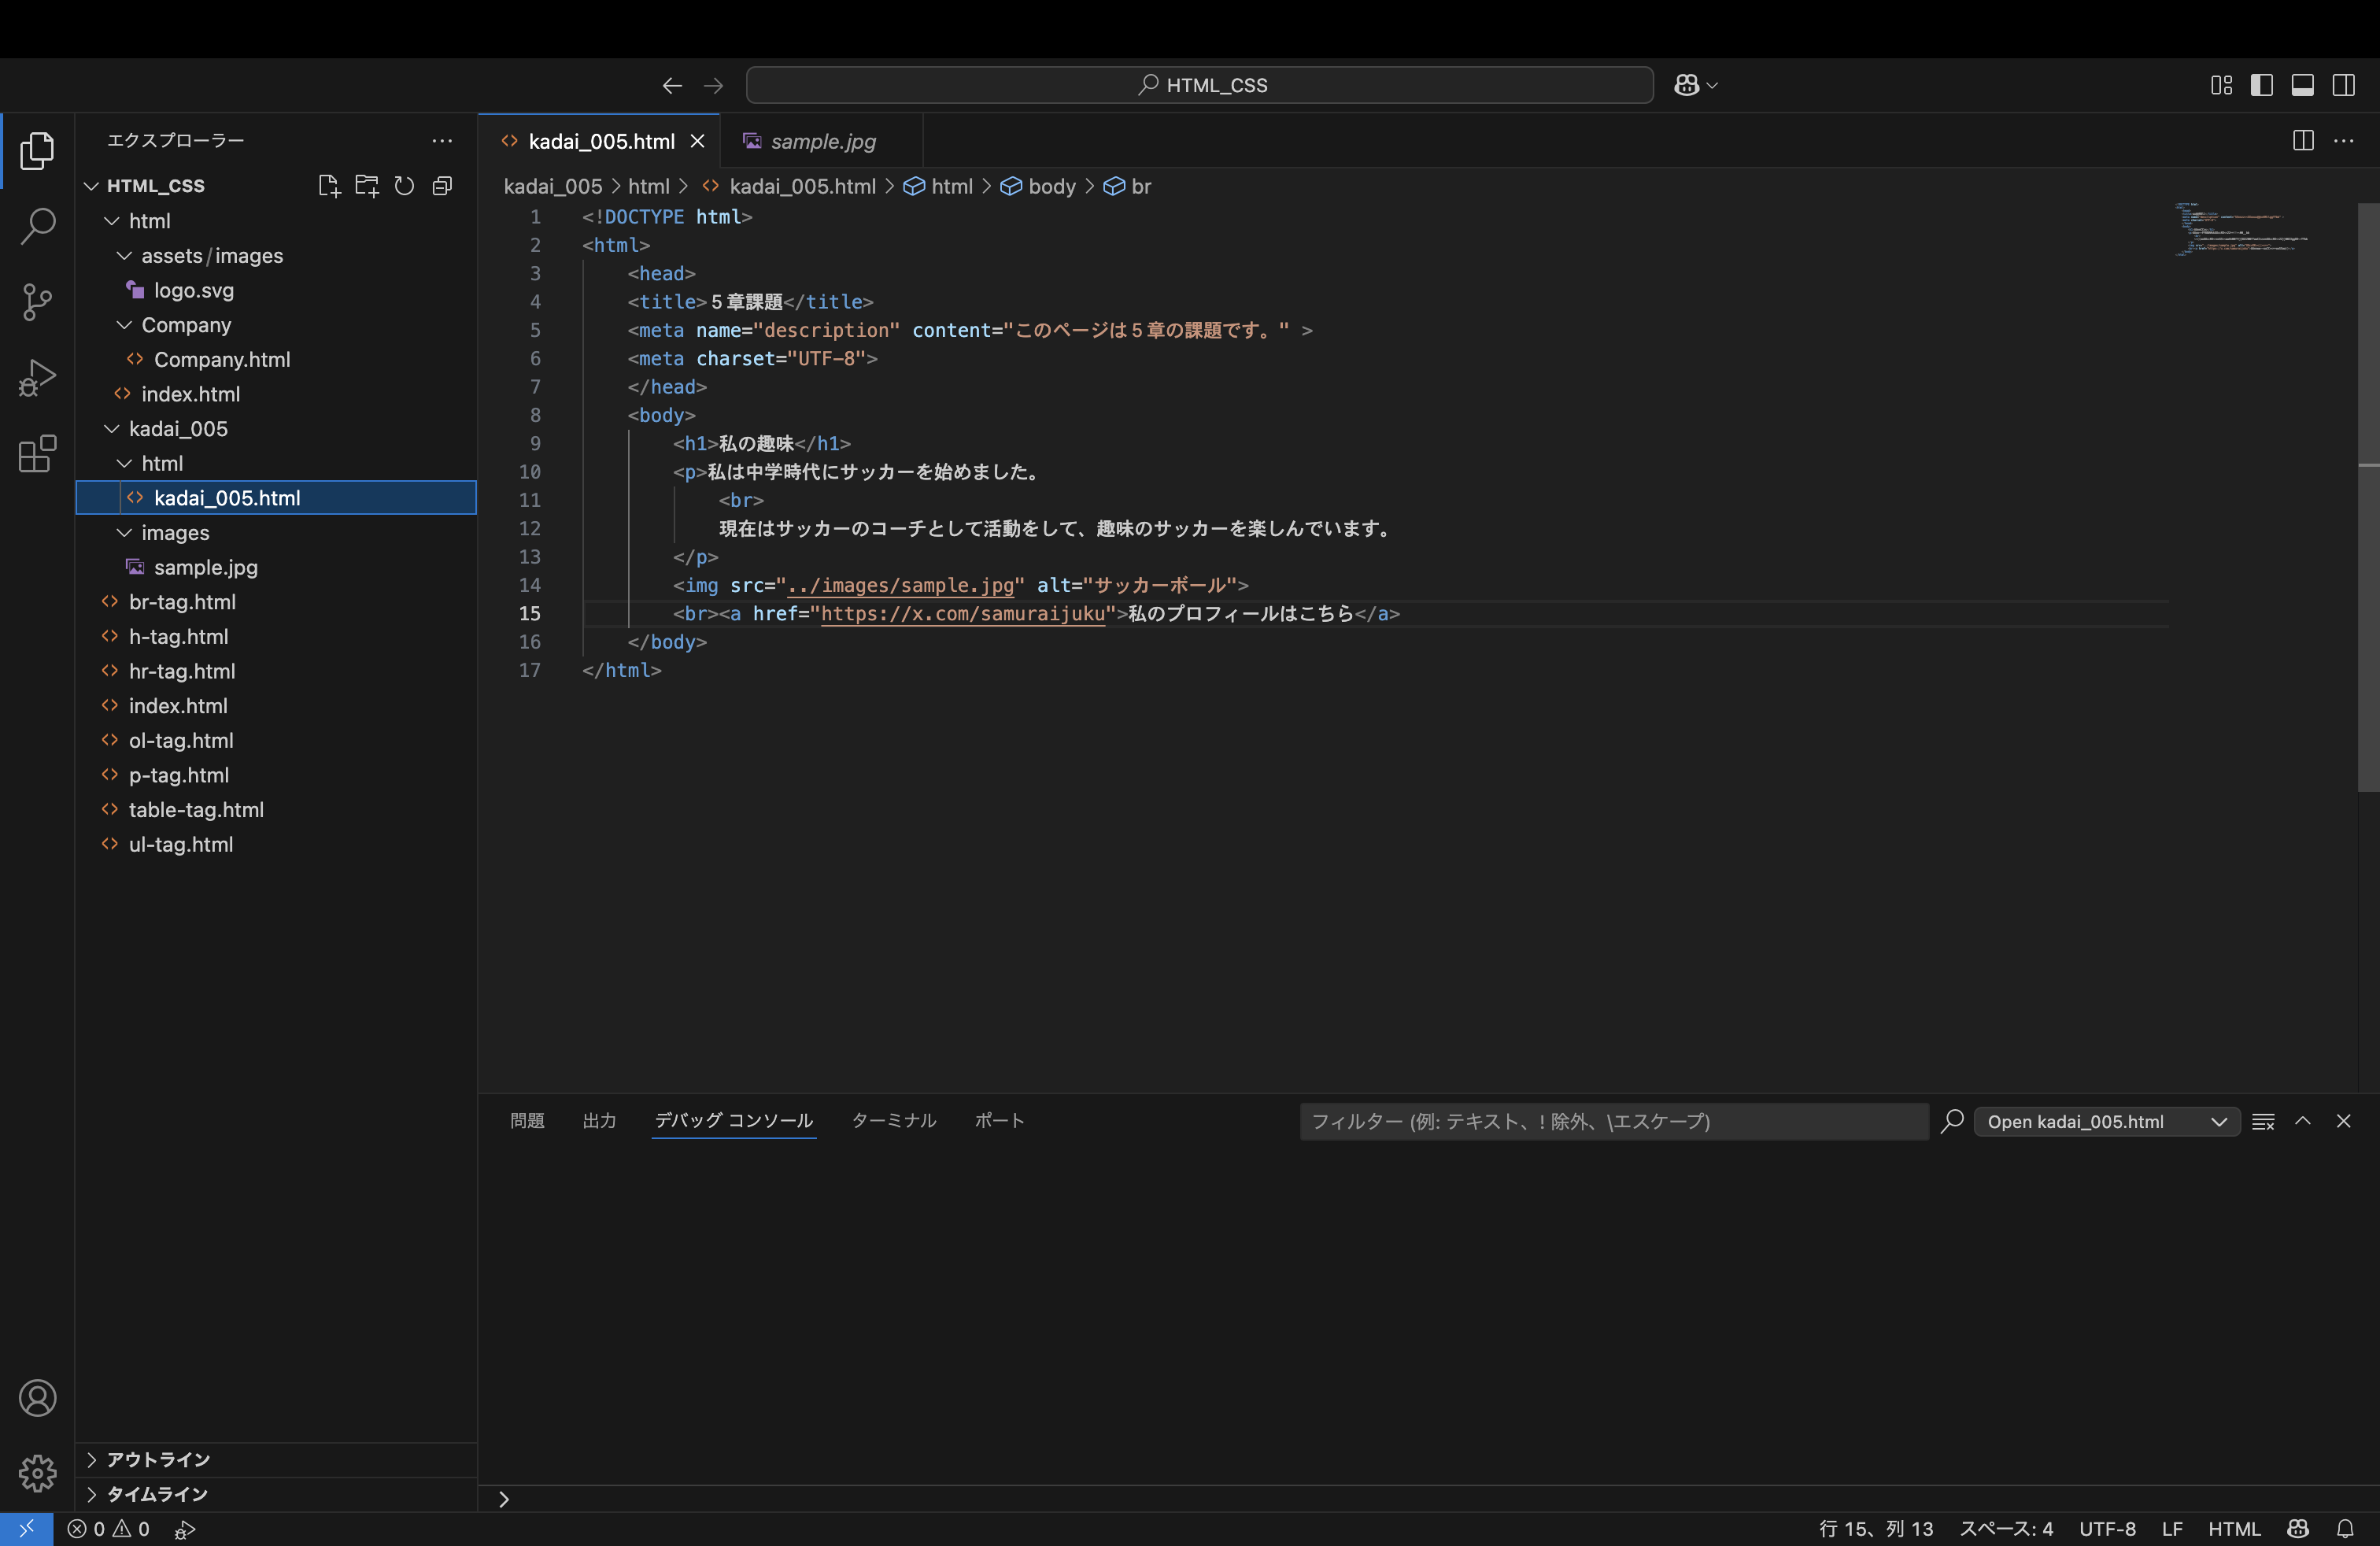 HTML_CSS
エクスプローラー
kadai_005.html
sample.jpg
HTML_CSS
html
assets/images
logo.svg
Company
Company.html
index.html
kadai_005
html
kadai_005.html
images
sample.jpg
br-tag.html
h-tag.html
hr-tag.html
index.html
ol-tag.html
p-tag.html
table-tag.html
ul-tag.html
アウトライン
タイムライン
kadai_005 > html > kadai_005.html > html > body > br
1 <!DOCTYPE html>
2 <html>
3 <head>
4 <title>５章課題</title>
5 <meta name="description" content="このページは５章の課題です。" >
6 <meta charset="UTF-8">
7 </head>
8 <body>
9 <h1>私の趣味</h1>
10 <p>私は中学時代にサッカーを始めました。
11 <br>
12 現在はサッカーのコーチとして活動をして、趣味のサッカーを楽しんでいます。
13 </p>
14 <img src="../images/sample.jpg" alt="サッカーボール">
15 <br><a href="https://x.com/samuraijuku">私のプロフィールはこちら</a>
16 </body>
17 </html>
問題 出力 デバッグ コンソール ターミナル ポート
フィルター (例: テキスト、! 除外、\エスケープ)
Open kadai_005.html
0 0
行 15、列 13 スペース: 4 UTF-8 LF HTML